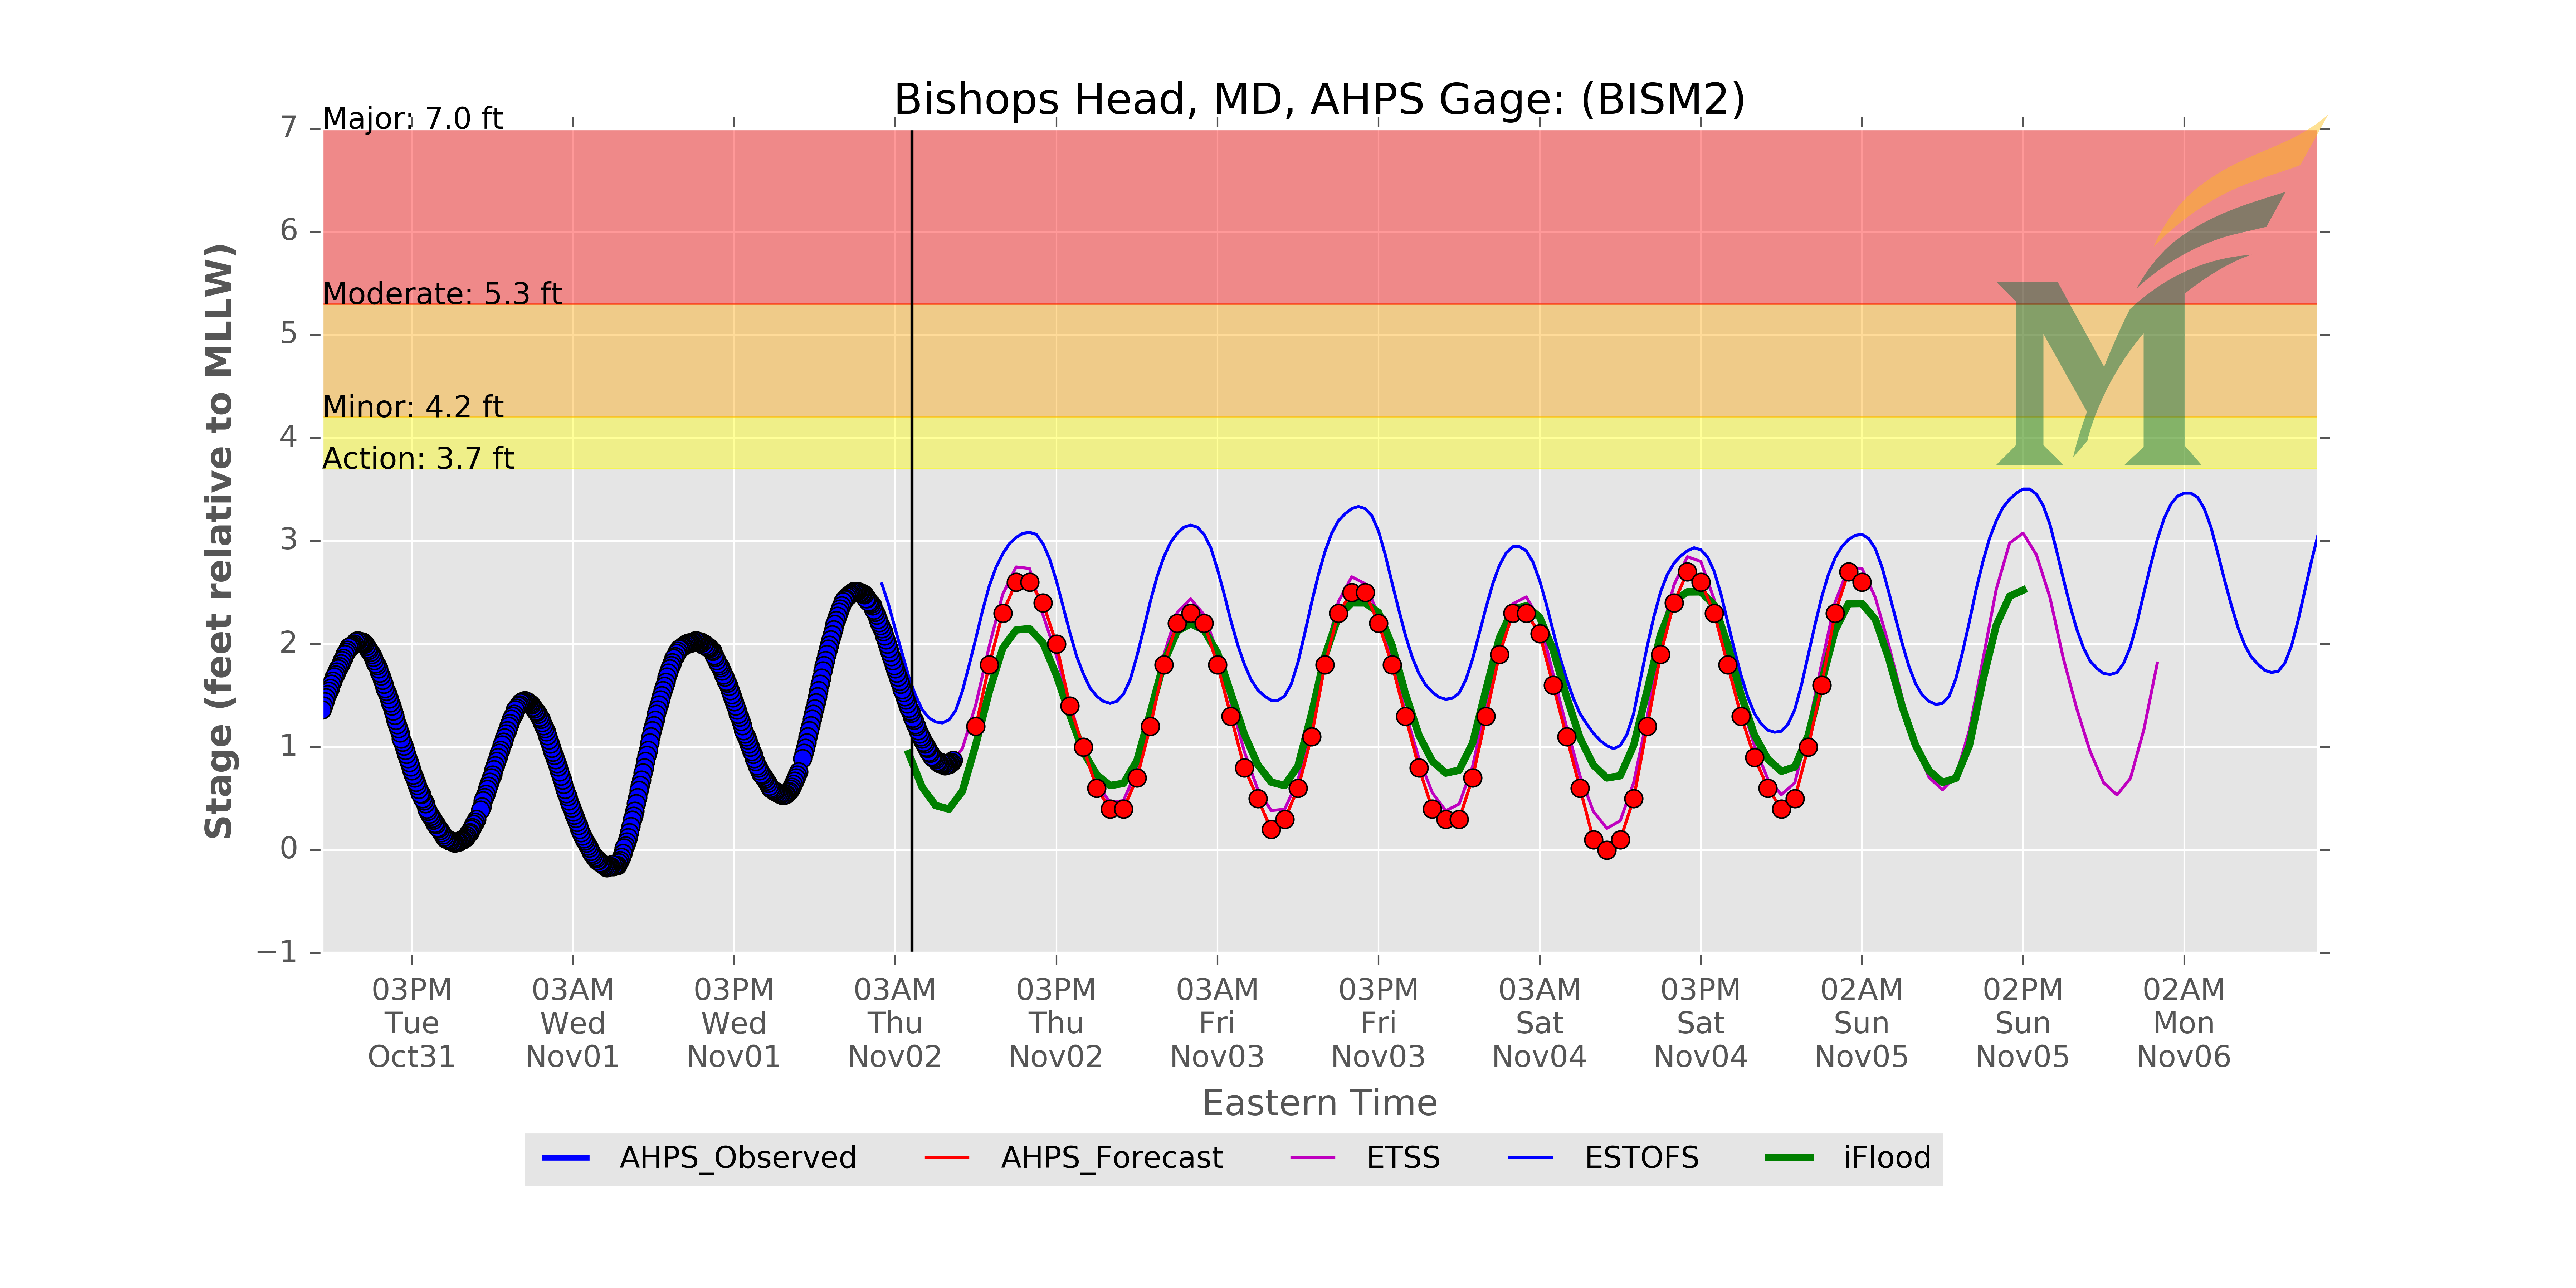 Bishops Head, MD, AHPS Gage: (BISM2)
Major: 7.0 ft
Moderate: 5.3 ft
Minor: 4.2 ft
Action: 3.7 ft
Stage (feet relative to MLLW)
7
6
5
4
3
2
1
0
−1
03PM Tue Oct31
03AM Wed Nov01
03PM Wed Nov01
03AM Thu Nov02
03PM Thu Nov02
03AM Fri Nov03
03PM Fri Nov03
03AM Sat Nov04
03PM Sat Nov04
02AM Sun Nov05
02PM Sun Nov05
02AM Mon Nov06
Eastern Time
AHPS_Observed AHPS_Forecast ETSS ESTOFS iFlood
M